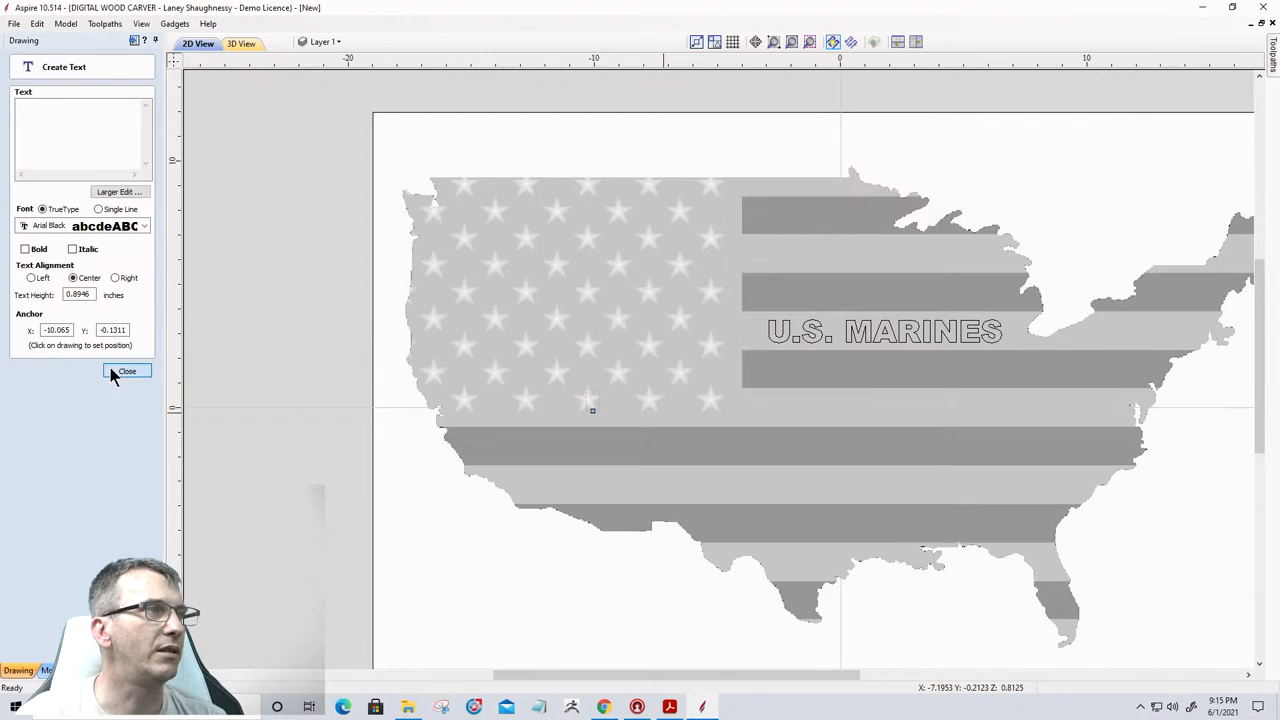 Aspire 10.514 - (DIGITAL WOOD CARVER - Laney Shaughnessy - Demo Licence) - [New]
File Edit Model Toolpaths View Gadgets Help
Drawing
2D View 3D View Layer 1
Toolpaths
-20 -10 0 10
10
0
Create Text
Text
Larger Edit ...
Font TrueType Single Line
Arial Black abcdeABC
Bold Italic
Text Alignment
Left Center Right
Text Height: 0.8946 inches
Anchor
X: -10.065 Y: -0.1311
(Click on drawing to set position)
Close
U.S. MARINES
Drawing
Ready
X: -7.1953 Y: -0.2123 Z: 0.8125
9:15 PM
6/1/2021